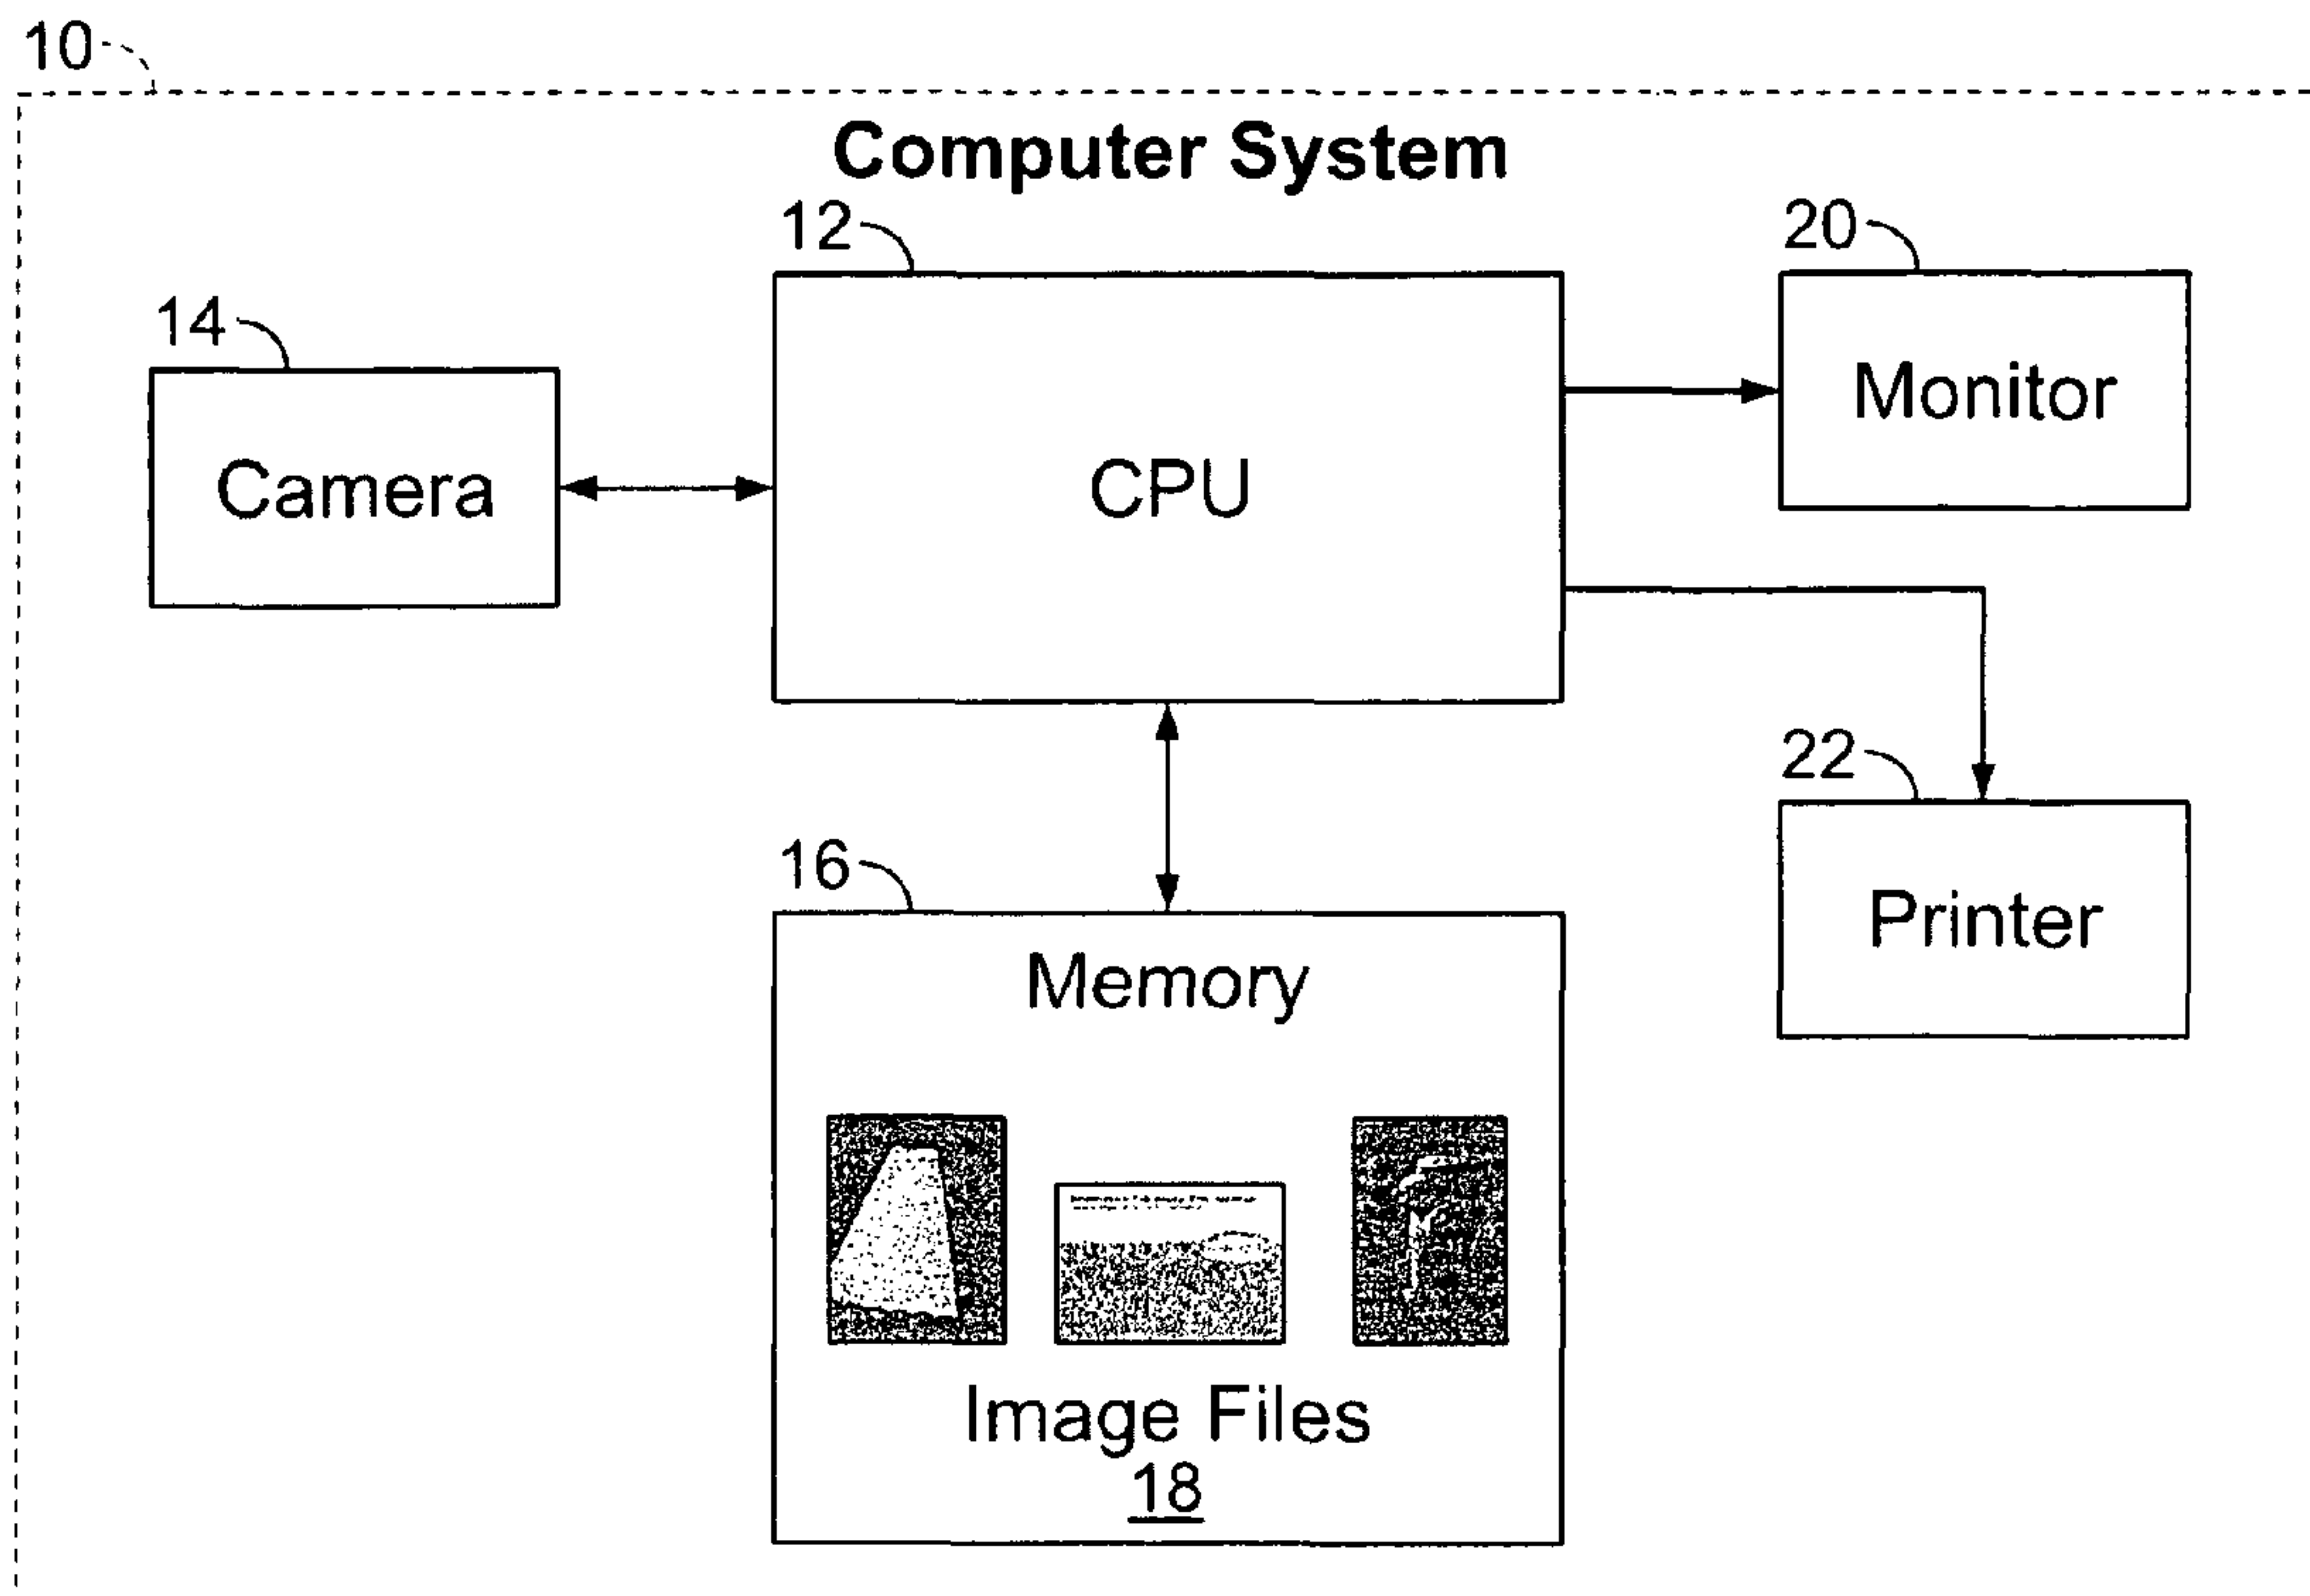 10
Computer System
12
20
14
Monitor
Camera
CPU
22
16
Printer
Memory
Image Files
18